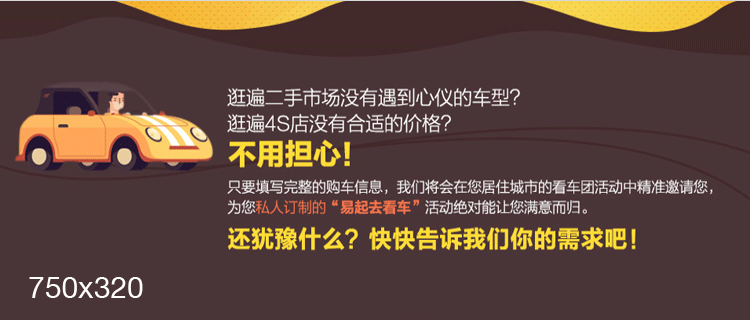 逛遍二手市场没有遇到心仪的车型？
逛遍4S店没有合适的价格？
不用担心！
只要填写完整的购车信息，我们将会在您居住城市的看车团活动中精准邀请您，
为您私人订制的“易起去看车”活动绝对能让您满意而归。
还犹豫什么？快快告诉我们你的需求吧！
750x320